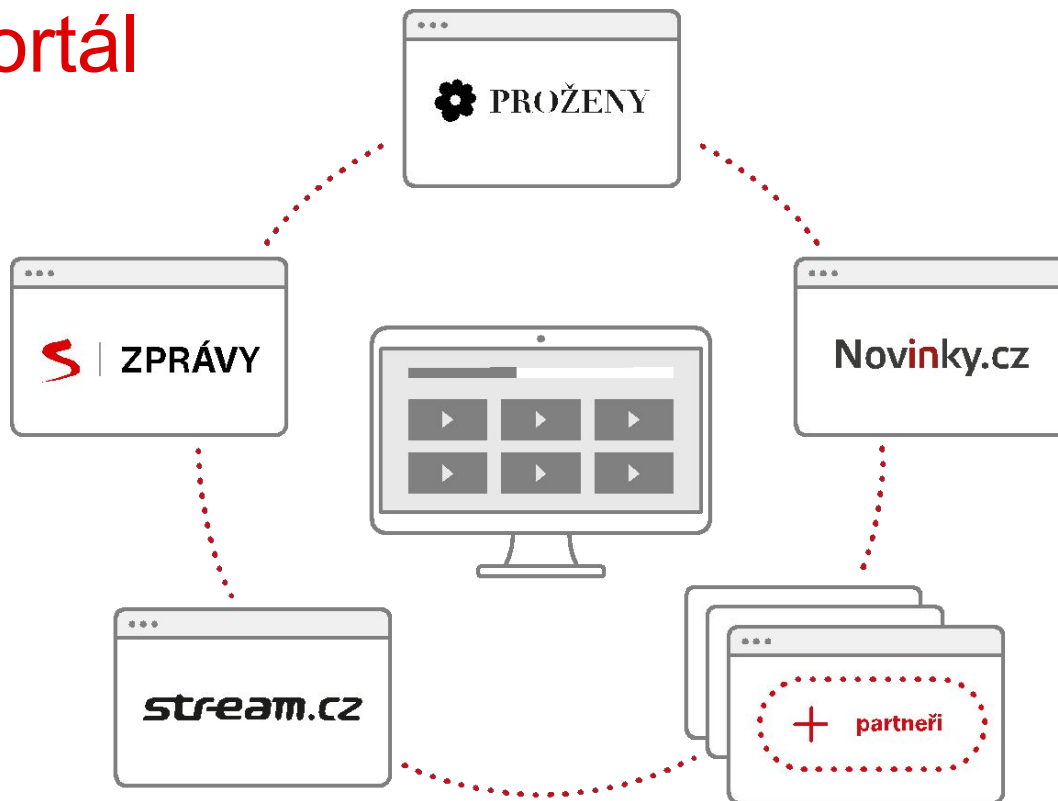 ortál
PROŽENY
ZPRÁVY
Novinky.cz
stream.cz
+ partneři